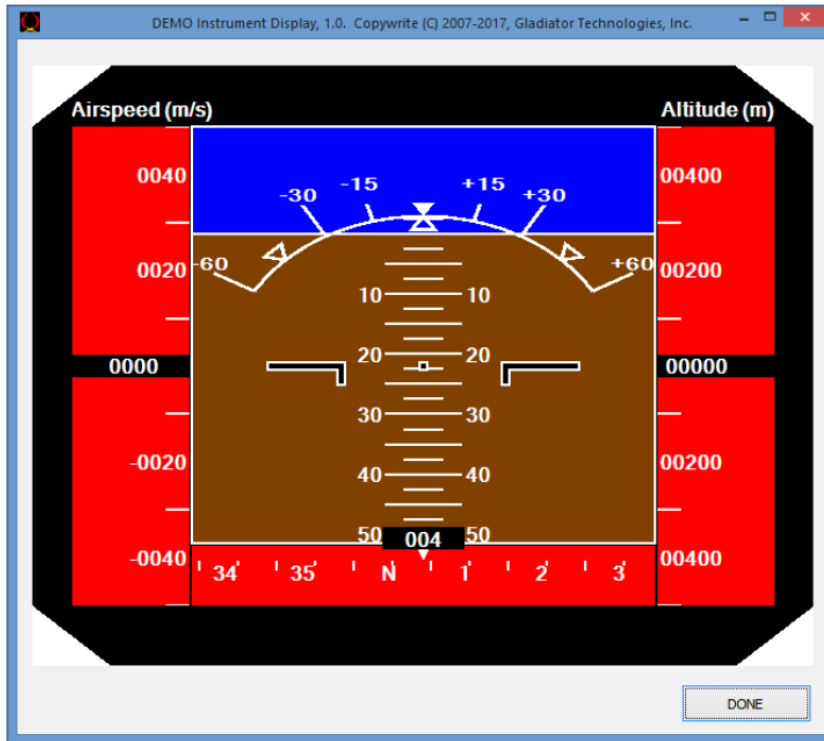 DEMO Instrument Display, 1.0. Copywrite (C) 2007-2017, Gladiator Technologies, Inc.
Airspeed (m/s) Altitude (m)
0040 -30 -15 +15 +30 00400
0020 -60 +60 00200
10 10
0000 20 20 00000
30 30
-0020 40 40 00200
50 004 50
-0040 34 35 N 1 2 3 00400
DONE